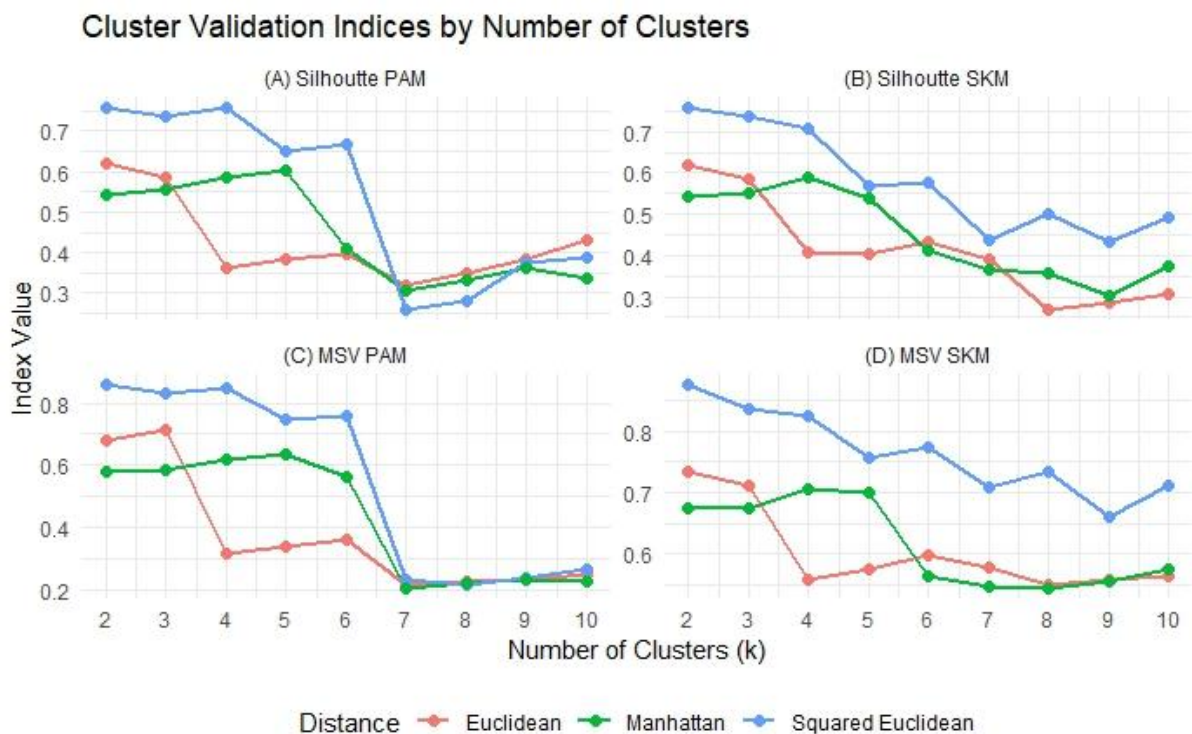 Cluster Validation Indices by Number of Clusters
(A) Silhoutte PAM
(B) Silhoutte SKM
0.7
0.6
0.5
0.4
0.3
0.7
0.6
0.5
0.4
0.3
Index Value
(C) MSV PAM
(D) MSV SKM
0.8
0.6
0.4
0.2
0.8
0.7
0.6
2 3 4 5 6 7 8 9 10
2 3 4 5 6 7 8 9 10
Number of Clusters (k)
Distance Euclidean Manhattan Squared Euclidean